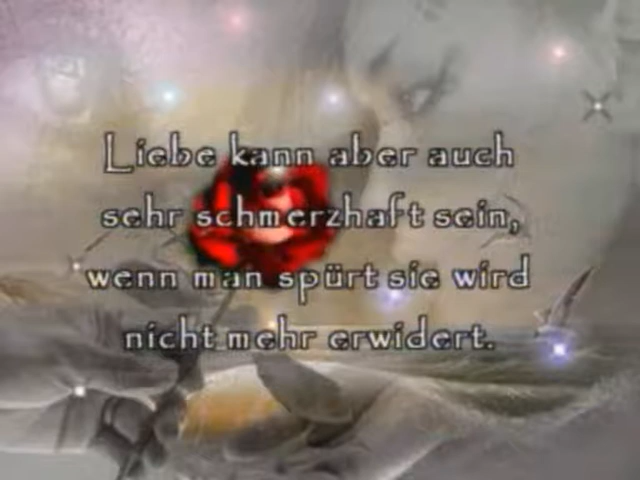 Liebe kann aber auch
sehr schmerzhaft sein,
wenn man spürt sie wird
nicht mehr erwidert.